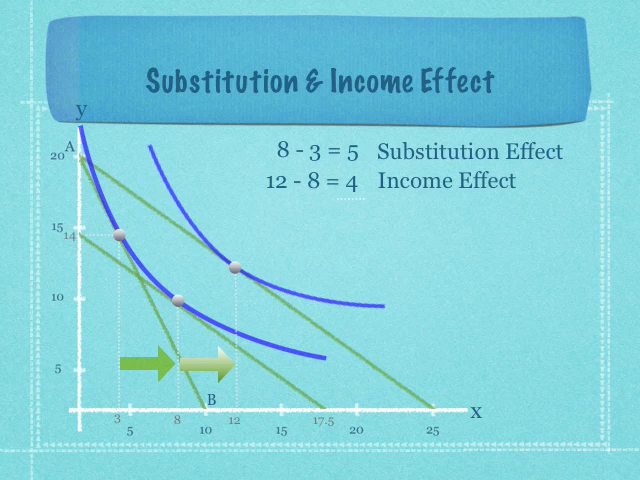 Substitution & Income Effect
y
8 - 3 = 5 Substitution Effect
12 - 8 = 4 Income Effect
A
20
15
14
10
5
B
3 8 12 17.5
5 10 15 20 25
x